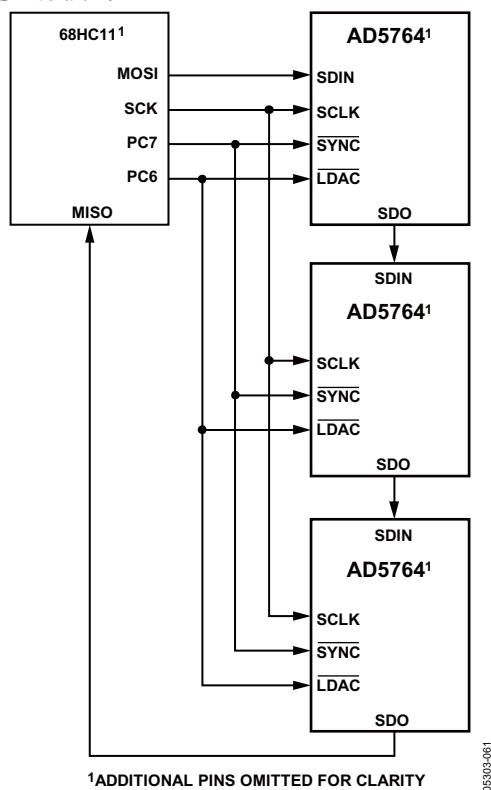 68HC11¹
MOSI
SCK
PC7
PC6
MISO
AD5764¹
SDIN
SCLK
SYNC
LDAC
SDO
SDIN
AD5764¹
SCLK
SYNC
LDAC
SDO
SDIN
AD5764¹
SCLK
SYNC
LDAC
SDO
¹ADDITIONAL PINS OMITTED FOR CLARITY
05303-061